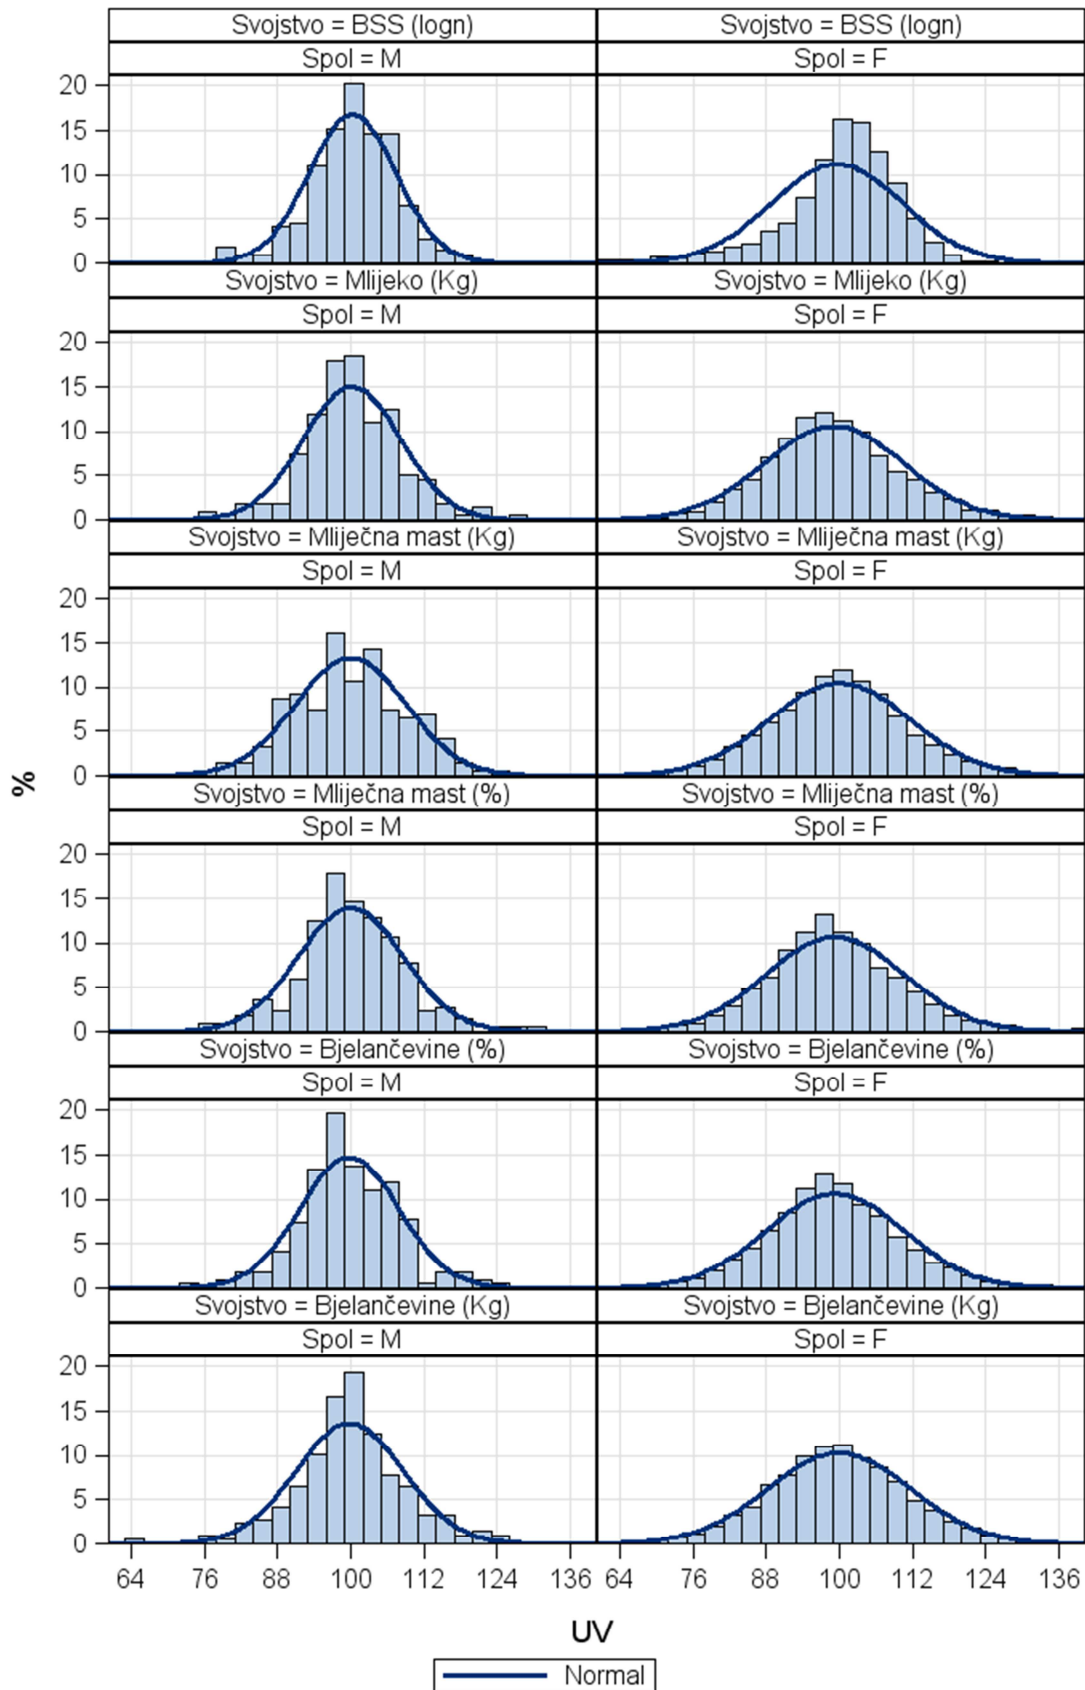 Svojstvo = BSS (logn)
Svojstvo = BSS (logn)
Spol = M
Spol = F
20
15
10
5
0
Svojstvo = Mlijeko (Kg)
Svojstvo = Mlijeko (Kg)
Spol = M
Spol = F
20
15
10
5
0
Svojstvo = Mliječna mast (Kg)
Svojstvo = Mliječna mast (Kg)
Spol = M
Spol = F
20
15
10
5
0
%
Svojstvo = Mliječna mast (%)
Svojstvo = Mliječna mast (%)
Spol = M
Spol = F
20
15
10
5
0
Svojstvo = Bjelančevine (%)
Svojstvo = Bjelančevine (%)
Spol = M
Spol = F
20
15
10
5
0
Svojstvo = Bjelančevine (Kg)
Svojstvo = Bjelančevine (Kg)
Spol = M
Spol = F
20
15
10
5
0
64 76 88 100 112 124 136
64 76 88 100 112 124 136
UV
Normal